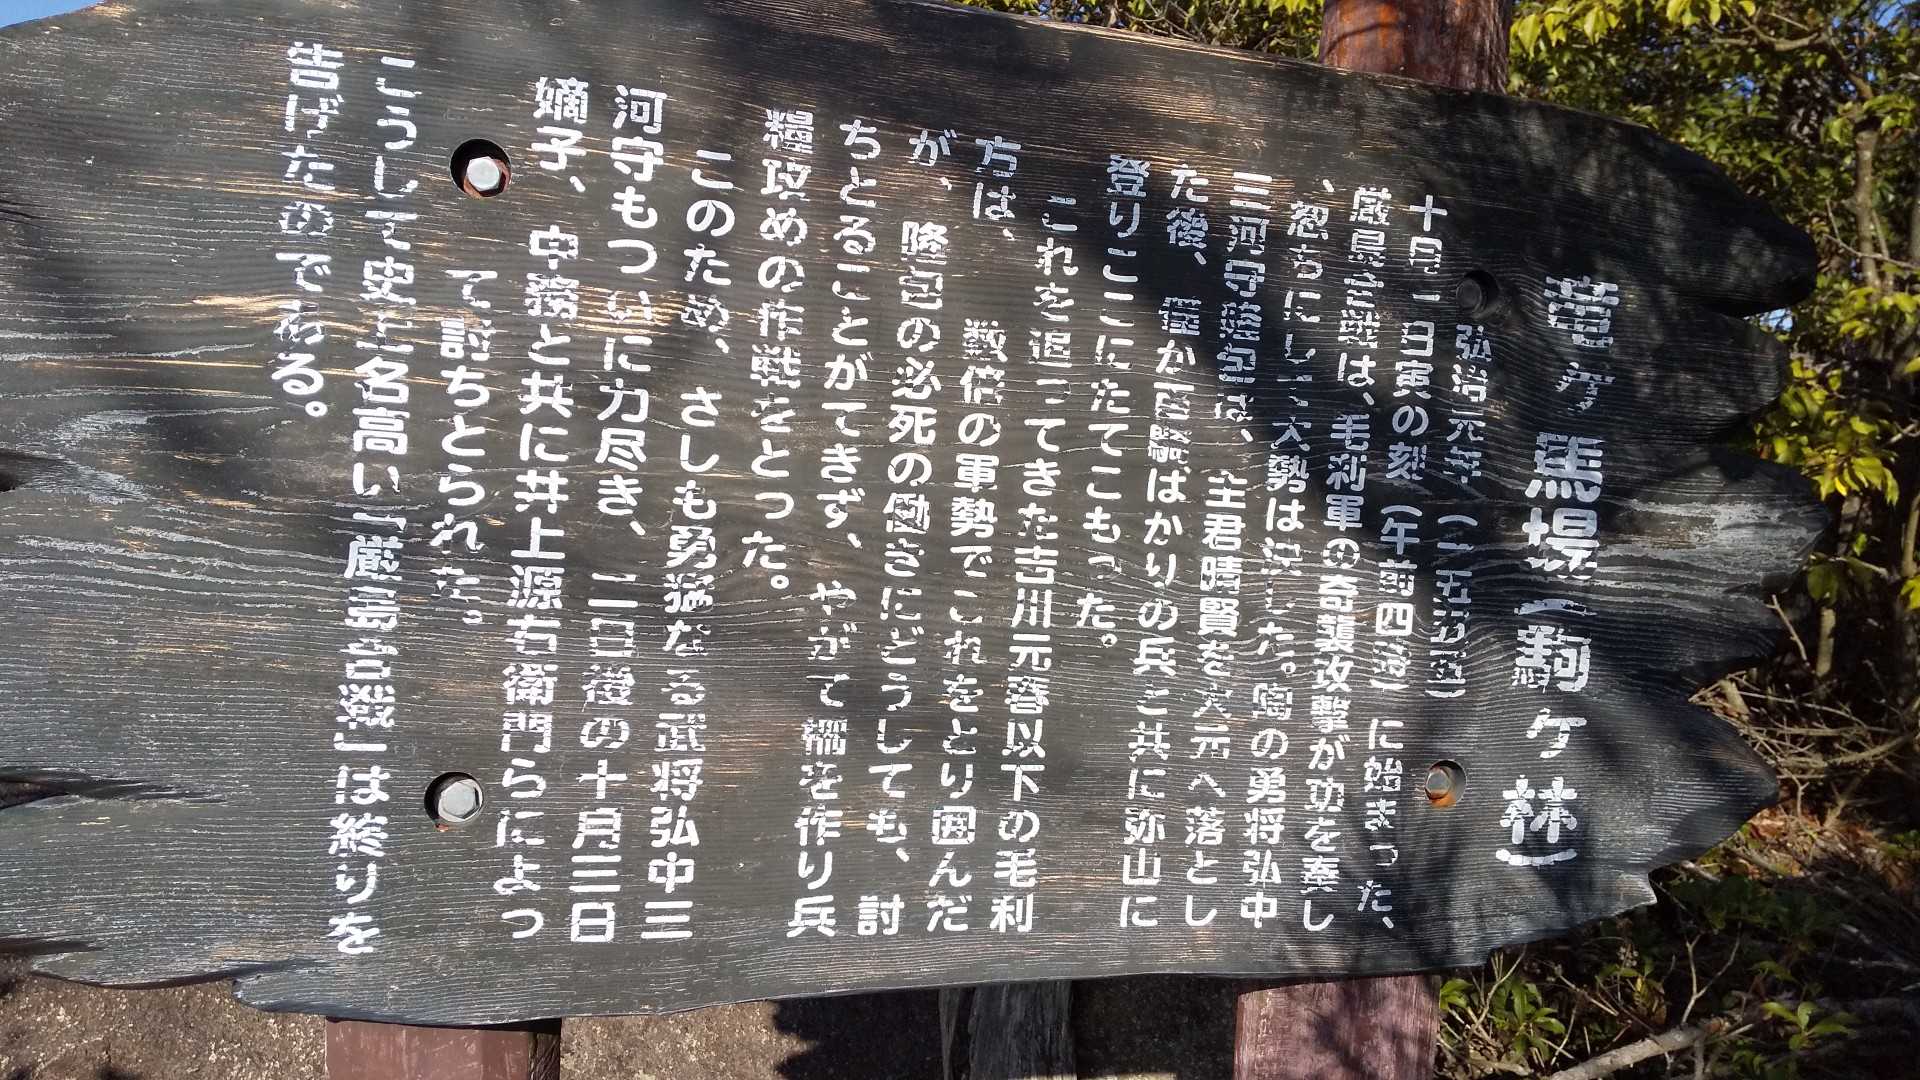 竜ヶ馬場（駒ヶ林）
弘治元年（一五五五）
十月一日寅の刻（午前四時）に始まった、
厳島合戦は、毛利軍の奇襲攻撃が功を奏し
、忽ちにして大勢は決した。陶の勇将弘中
三河守隆包は、主君晴賢を大元へ落とし
た後、僅か百騎ばかりの兵と共に弥山に
登りここにたてこもった。
これを追ってきた吉川元春以下の毛利
方は、数倍の軍勢でこれをとり囲んだ
が、隆包の必死の働きにどうしても、討
ちとることができず、やがて柵を作り兵
糧攻めの作戦をとった。
このため、さしも勇猛なる武将弘中三
河守もついに力尽き、二日後の十月三日
嫡子、中務と共に井上源右衛門らによっ
て討ちとられた。
こうして史上名高い「厳島合戦」は終りを
告げたのである。